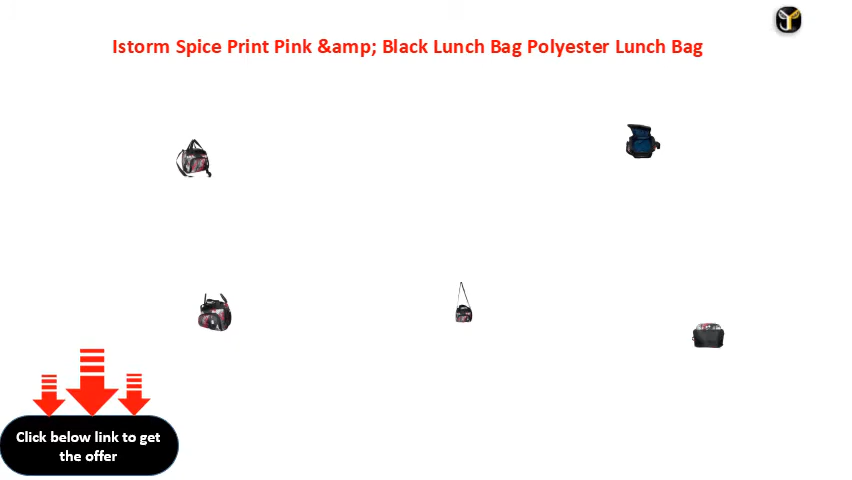 Istorm Spice Print Pink &amp; Black Lunch Bag Polyester Lunch Bag
Click below link to get
the offer